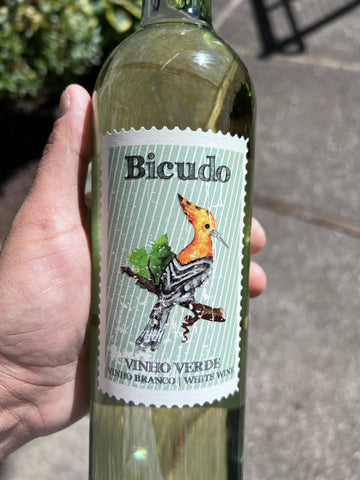 Bicudo
VINHO VERDE
VINHO BRANCO | WHITE WINE